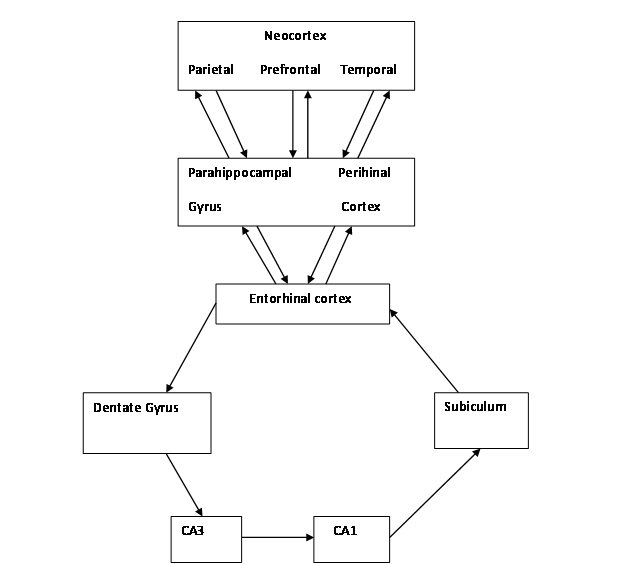 Neocortex
Parietal Prefrontal Temporal
Parahippocampal Perihinal
Gyrus Cortex
Entorhinal cortex
Dentate Gyrus
Subiculum
CA3
CA1